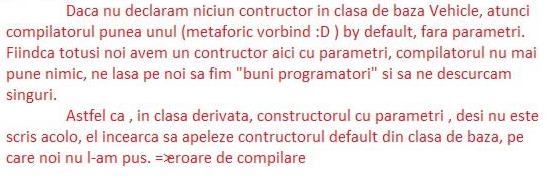 Daca nu declaram niciun contructor in clasa de baza Vehicle, atunci
compilatorul punea unul (metaforic vorbind :D ) by default, fara parametri.
Fiindca totusi noi avem un contructor aici cu parametri, compilatorul nu mai
pune nimic, ne lasa pe noi sa fim "buni programatori" si sa ne descurcam
singuri.
Astfel ca , in clasa derivata, constructorul cu parametri , desi nu este
scris acolo, el incearca sa apeleze contructorul default din clasa de baza, pe
care noi nu l-am pus. => eroare de compilare